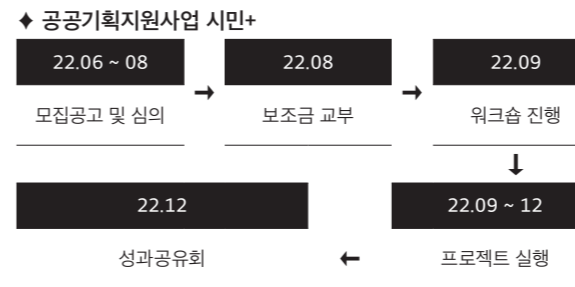 ♦ 공공기획지원사업 시민+
22.06 ~ 08
모집공고 및 심의
→
22.08
보조금 교부
→
22.09
워크숍 진행
↓
22.09 ~ 12
프로젝트 실행
←
22.12
성과공유회